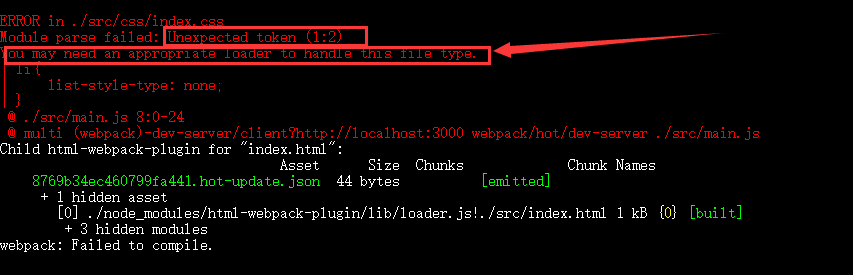 ERROR in ./src/css/index.css
Module parse failed: Unexpected token (1:2)
You may need an appropriate loader to handle this file type.
| li{
|     list-style-type: none;
| }
 @ ./src/main.js 8:0-24
 @ multi (webpack)-dev-server/client?http://localhost:3000 webpack/hot/dev-server ./src/main.js
Child html-webpack-plugin for "index.html":
Asset Size Chunks Chunk Names
8769b34ec460799fa441.hot-update.json 44 bytes [emitted]
+ 1 hidden asset
[0] ./node_modules/html-webpack-plugin/lib/loader.js!./src/index.html 1 kB {0} [built]
+ 3 hidden modules
webpack: Failed to compile.